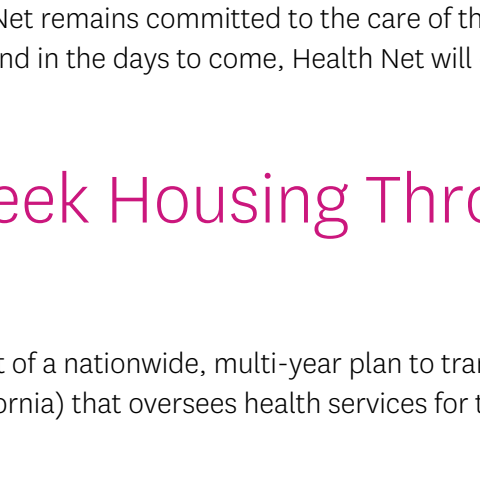 Net remains committed to the care of th
nd in the days to come, Health Net will
eek Housing Thro
t of a nationwide, multi-year plan to tra
ornia) that oversees health services for t